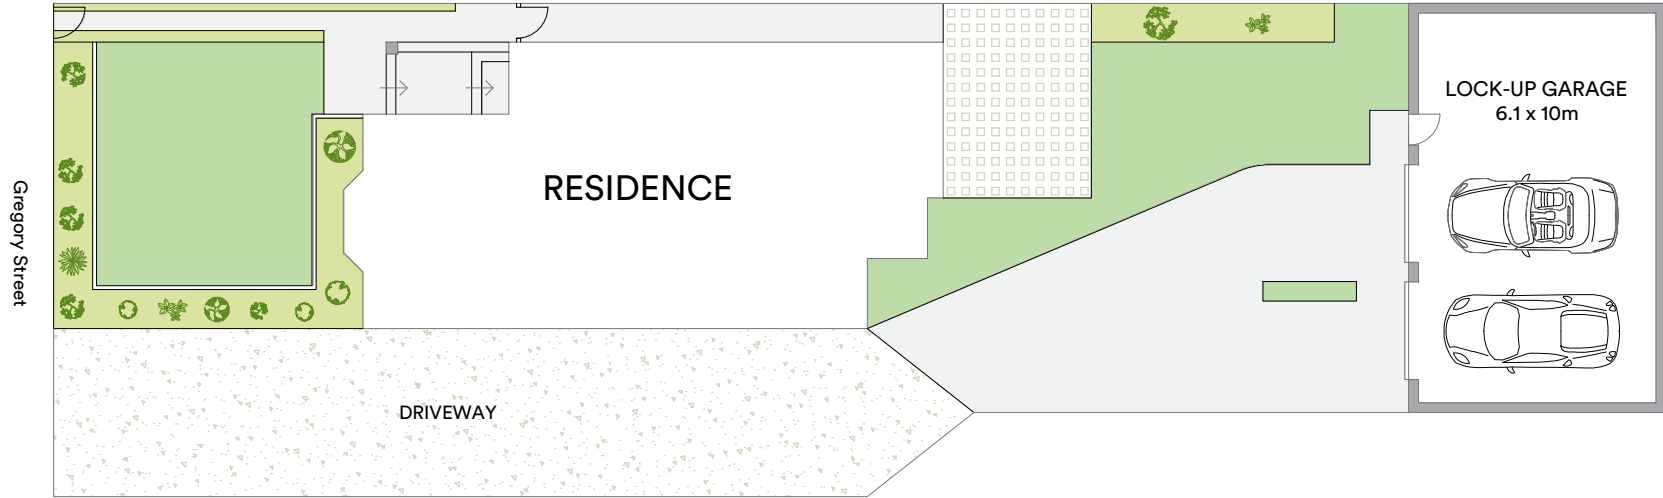 LOCK-UP GARAGE
6.1 x 10m
RESIDENCE
Gregory Street
DRIVEWAY